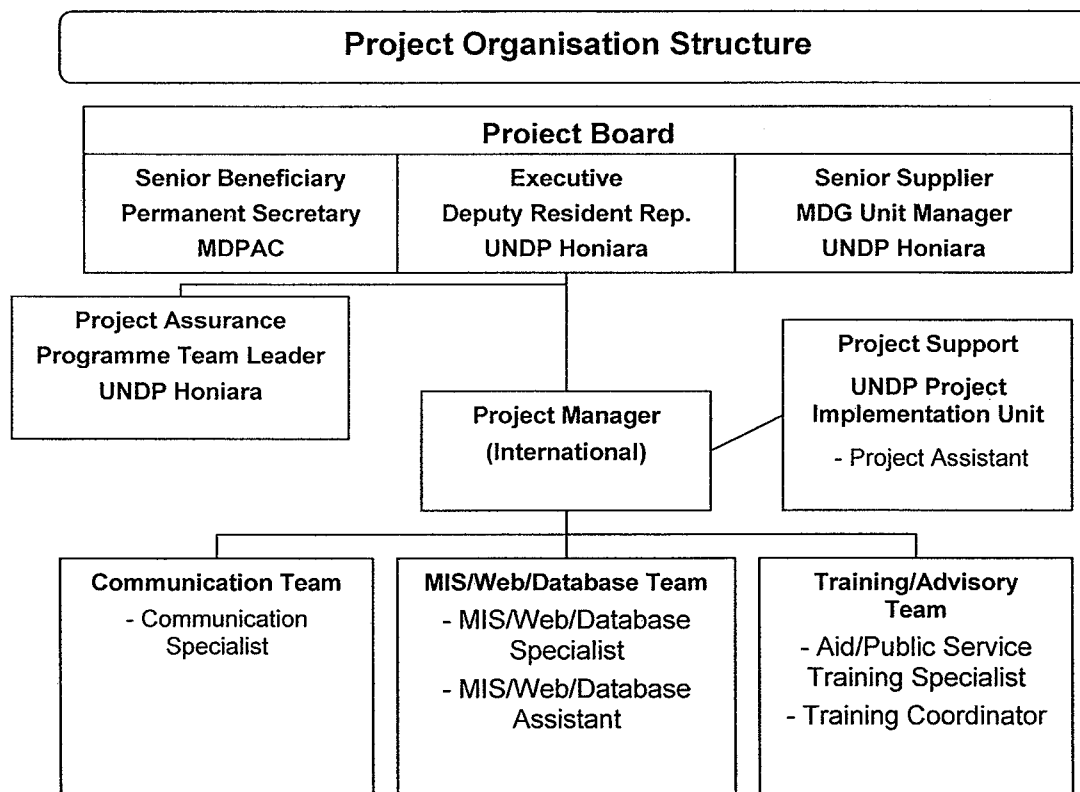 Project Organisation Structure
Project Board
Senior Beneficiary
Permanent Secretary
MDPAC
Executive
Deputy Resident Rep.
UNDP Honiara
Senior Supplier
MDG Unit Manager
UNDP Honiara
Project Assurance
Programme Team Leader
UNDP Honiara
Project Support
UNDP Project
Implementation Unit
- Project Assistant
Project Manager
(International)
Communication Team
- Communication
Specialist
MIS/Web/Database Team
- MIS/Web/Database
Specialist
- MIS/Web/Database
Assistant
Training/Advisory
Team
- Aid/Public Service
Training Specialist
- Training Coordinator